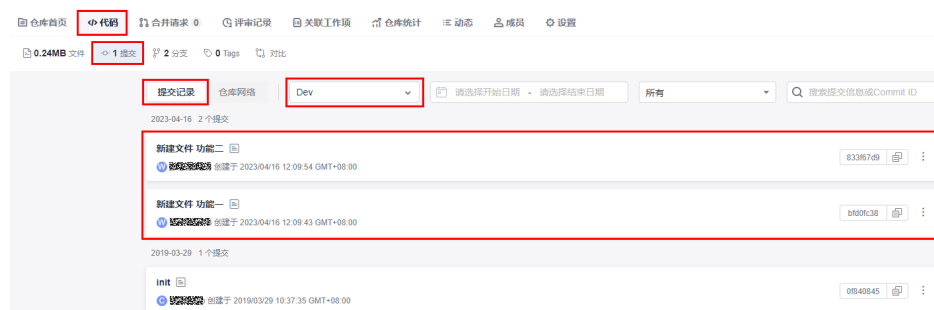 仓库首页 代码 合并请求 0 评审记录 关联工作项 仓库统计 动态 成员 设置
0.24MB 文件 1 提交 2 分支 0 Tags 对比
提交记录 仓库网络 Dev 请选择开始日期 - 请选择结束日期 所有 搜索提交信息或Commit ID
2023-04-16 2 个提交
新建文件 功能二
W 创建于 2023/04/16 12:09:54 GMT+08:00 833f67d9
新建文件 功能一
W 创建于 2023/04/16 12:09:43 GMT+08:00 bfd0fc38
2019-03-29 1 个提交
init
C 创建于 2019/03/29 10:37:35 GMT+08:00 0f840845